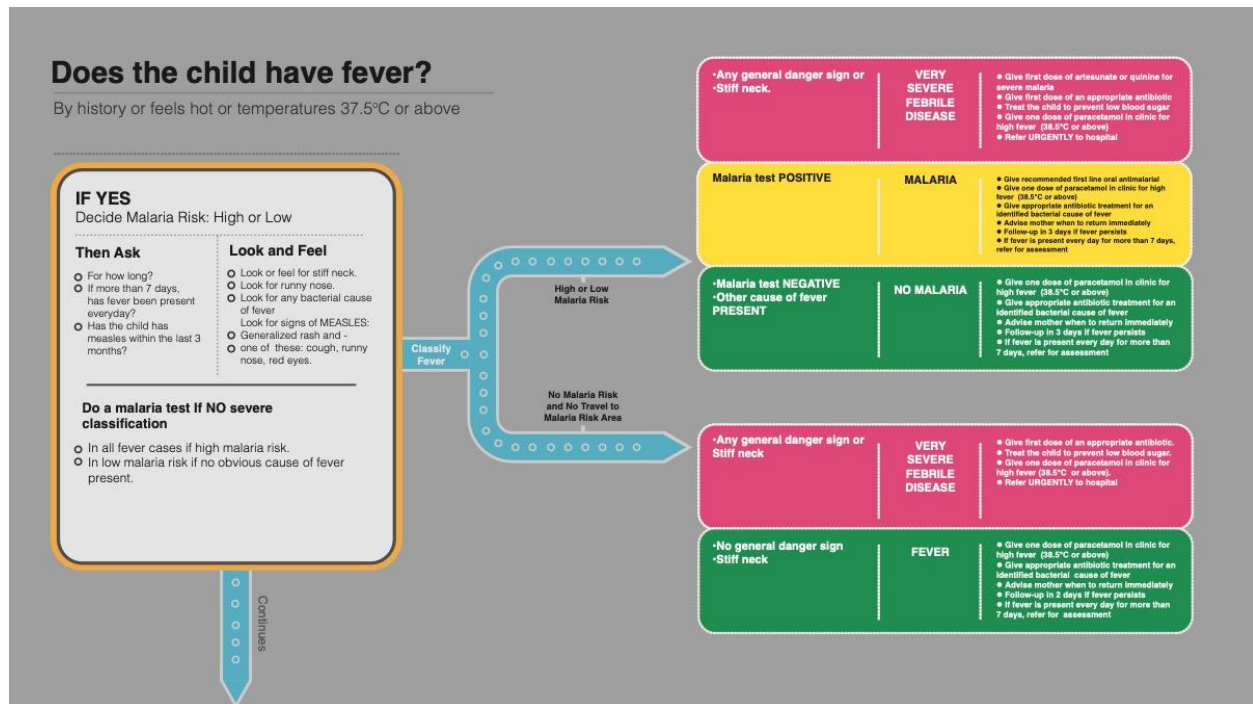 Does the child have fever?
By history or feels hot or temperatures 37.5°C or above
IF YES
Decide Malaria Risk: High or Low
Then Ask
For how long?
If more than 7 days,
has fever been present
everyday?
Has the child has
measles within the last 3
months?
Look and Feel
Look or feel for stiff neck.
Look for runny nose.
Look for any bacterial cause
of fever
Look for signs of MEASLES:
Generalized rash and -
one of these: cough, runny
nose, red eyes.
Do a malaria test If NO severe
classification
In all fever cases if high malaria risk.
In low malaria risk if no obvious cause of fever
present.
Continues
Classify
Fever
High or Low
Malaria Risk
No Malaria Risk
and No Travel to
Malaria Risk Area
•Any general danger sign or
•Stiff neck.
VERY
SEVERE
FEBRILE
DISEASE
● Give first dose of artesunate or quinine for
severe malaria
● Give first dose of an appropriate antibiotic
● Treat the child to prevent low blood sugar
● Give one dose of paracetamol in clinic for
high fever (38.5°C or above)
● Refer URGENTLY to hospital
Malaria test POSITIVE
MALARIA
● Give recommended first line oral antimalarial
● Give one dose of paracetamol in clinic for high
fever (38.5°C or above)
● Give appropriate antibiotic treatment for an
identified bacterial cause of fever
● Advise mother when to return immediately
● Follow-up in 3 days if fever persists
● If fever is present every day for more than 7 days,
refer for assessment
•Malaria test NEGATIVE
•Other cause of fever
PRESENT
NO MALARIA
● Give one dose of paracetamol in clinic for
high fever (38.5°C or above)
● Give appropriate antibiotic treatment for an
identified bacterial cause of fever
● Advise mother when to return immediately
● Follow-up in 3 days if fever persists
● If fever is present every day for more than
7 days, refer for assessment
•Any general danger sign or
Stiff neck
VERY
SEVERE
FEBRILE
DISEASE
● Give first dose of an appropriate antibiotic.
● Treat the child to prevent low blood sugar.
● Give one dose of paracetamol in clinic for
high fever (38.5°C or above).
● Refer URGENTLY to hospital
•No general danger sign
•Stiff neck
FEVER
● Give one dose of paracetamol in clinic for
high fever (38.5°C or above)
● Give appropriate antibiotic treatment for an
identified bacterial cause of fever
● Advise mother when to return immediately
● Follow-up in 2 days if fever persists
● If fever is present every day for more than
7 days, refer for assessment